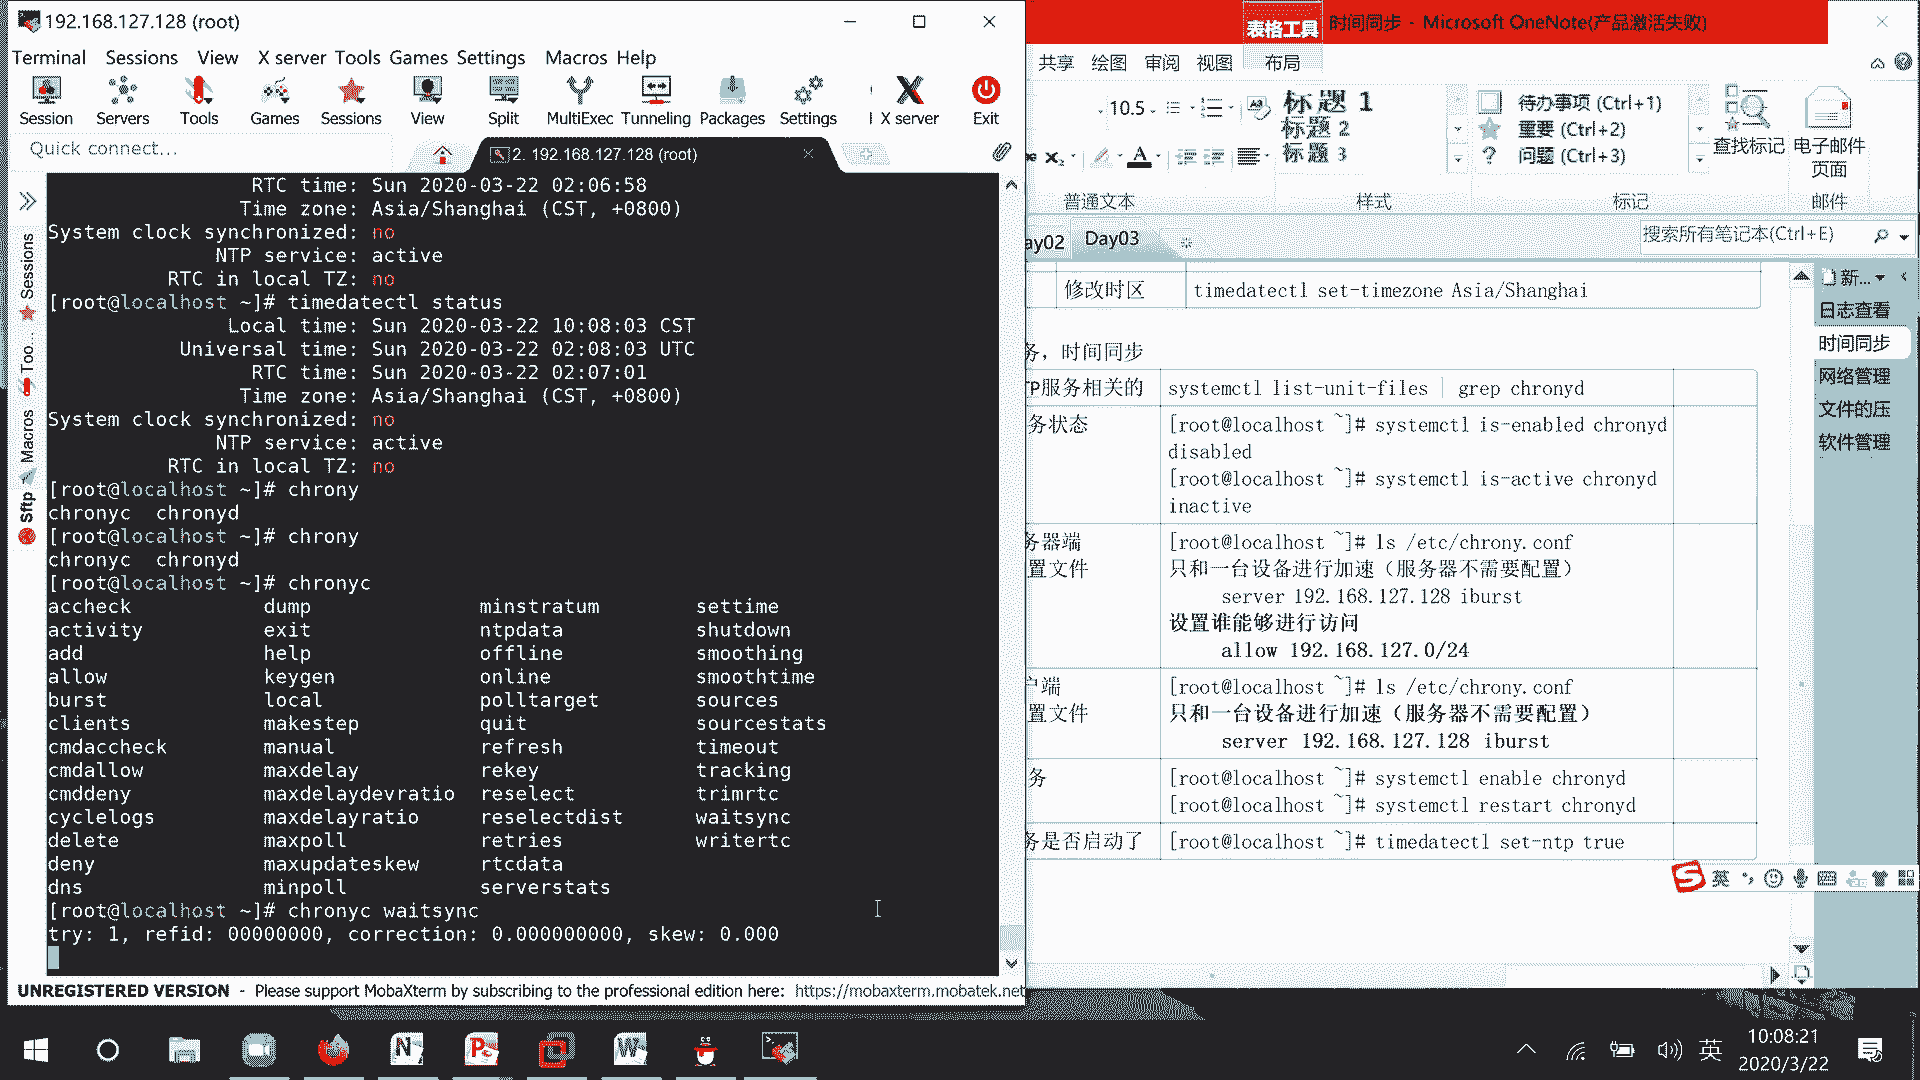 192.168.127.128 (root)
Terminal Sessions View X server Tools Games Settings Macros Help
Session Servers Tools Games Sessions View Split MultiExec Tunneling Packages Settings X server Exit
Quick connect...
2. 192.168.127.128 (root)
Sessions
Too...
Macros
Sftp
RTC time: Sun 2020-03-22 02:06:58
Time zone: Asia/Shanghai (CST, +0800)
System clock synchronized: no
NTP service: active
RTC in local TZ: no
[root@localhost ~]# timedatectl status
Local time: Sun 2020-03-22 10:08:03 CST
Universal time: Sun 2020-03-22 02:08:03 UTC
RTC time: Sun 2020-03-22 02:07:01
Time zone: Asia/Shanghai (CST, +0800)
System clock synchronized: no
NTP service: active
RTC in local TZ: no
[root@localhost ~]# chrony
chronyc chronyd
[root@localhost ~]# chrony
chronyc chronyd
[root@localhost ~]# chronyc
accheck dump minstratum settime
activity exit ntpdata shutdown
add help offline smoothing
allow keygen online smoothtime
burst local polltarget sources
clients makestep quit sourcestats
cmdaccheck manual refresh timeout
cmdallow maxdelay rekey tracking
cmddeny maxdelaydevratio reselect trimrtc
cyclelogs maxdelayratio reselectdist waitsync
delete maxpoll retries writertc
deny maxupdateskew rtcdata
dns minpoll serverstats
[root@localhost ~]# chronyc waitsync
try: 1, refid: 00000000, correction: 0.000000000, skew: 0.000
UNREGISTERED VERSION - Please support MobaXterm by subscribing to the professional edition here: https://mobaxterm.mobatek.net
表格工具 时间同步 - Microsoft OneNote(产品激活失败)
共享 绘图 审阅 视图 布局
10.5
标题 1
标题 2
标题 3
待办事项 (Ctrl+1)
重要 (Ctrl+2)
问题 (Ctrl+3)
查找标记
电子邮件
页面
普通文本 样式 标记 邮件
ay02 Day03
搜索所有笔记本(Ctrl+E)
新...
日志查看
时间同步
网络管理
文件的压
软件管理
修改时区 timedatectl set-timezone Asia/Shanghai
务，时间同步
TP服务相关的 systemctl list-unit-files | grep chronyd
务状态 [root@localhost ~]# systemctl is-enabled chronyd
disabled
[root@localhost ~]# systemctl is-active chronyd
inactive
务器端 [root@localhost ~]# ls /etc/chrony.conf
置文件 只和一台设备进行加速（服务器不需要配置）
server 192.168.127.128 iburst
设置谁能够进行访问
allow 192.168.127.0/24
户端 [root@localhost ~]# ls /etc/chrony.conf
置文件 只和一台设备进行加速（服务器不需要配置）
server 192.168.127.128 iburst
务 [root@localhost ~]# systemctl enable chronyd
[root@localhost ~]# systemctl restart chronyd
务是否启动了 [root@localhost ~]# timedatectl set-ntp true
英
英
10:08:21
2020/3/22